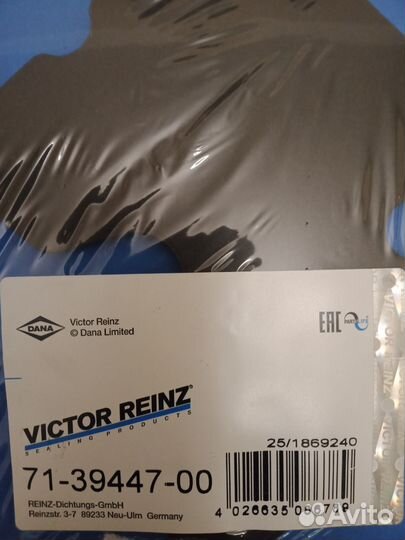 DANA
Victor Reinz
© Dana Limited
EAC
VICTOR REINZ®
SEALING PRODUCTS
25/1869240
71-39447-00
REINZ-Dichtungs-GmbH
Reinzstr. 3-7 89233 Neu-Ulm Germany
Avito